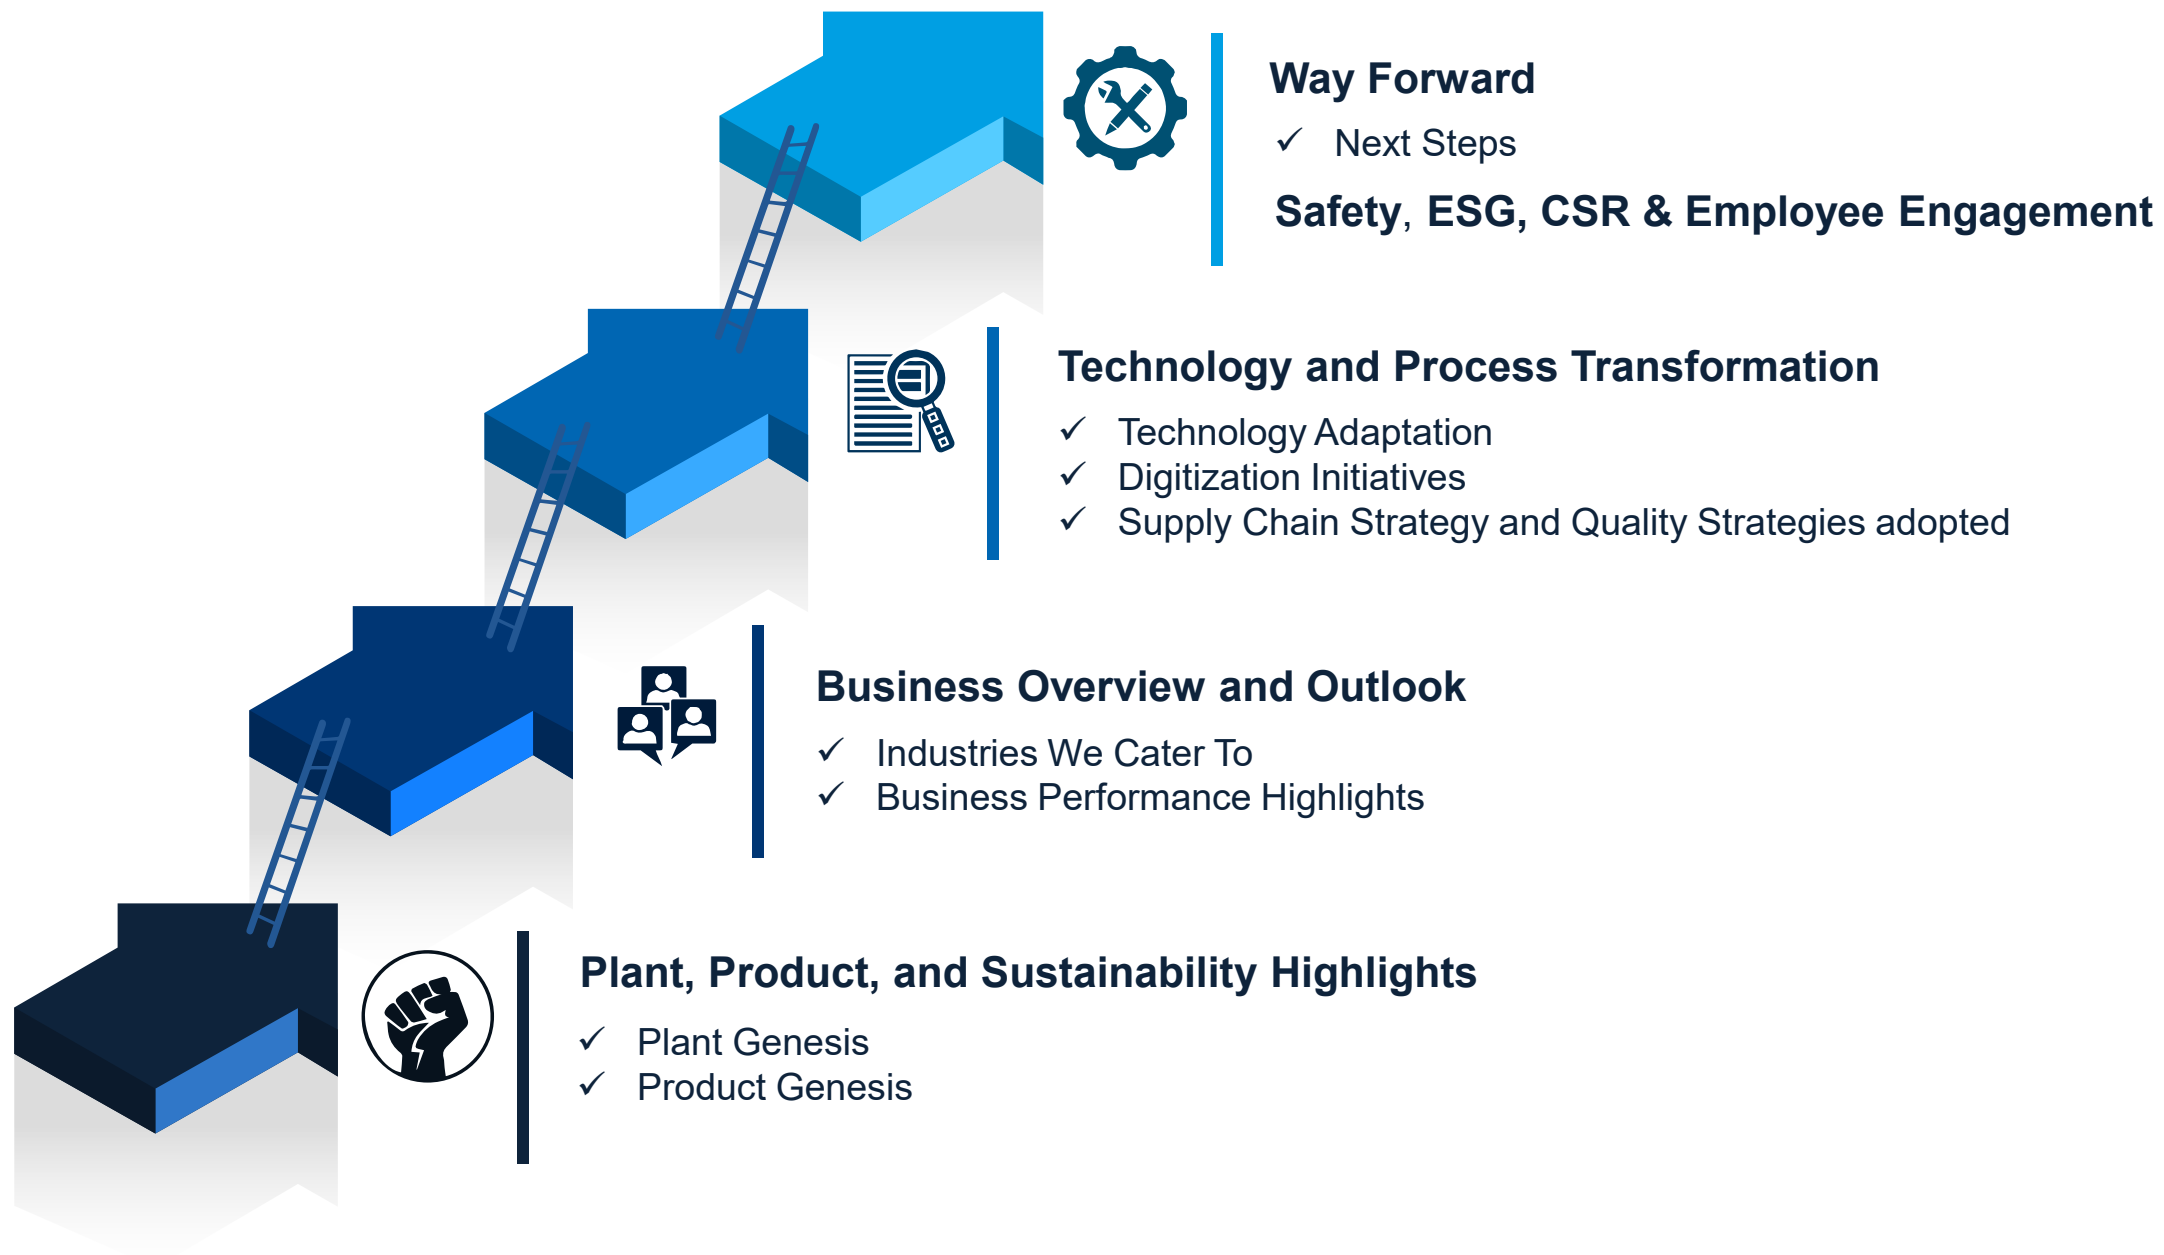 Way Forward
✓ Next Steps
Safety, ESG, CSR & Employee Engagement
Technology and Process Transformation
✓ Technology Adaptation
✓ Digitization Initiatives
✓ Supply Chain Strategy and Quality Strategies adopted
Business Overview and Outlook
✓ Industries We Cater To
✓ Business Performance Highlights
Plant, Product, and Sustainability Highlights
✓ Plant Genesis
✓ Product Genesis